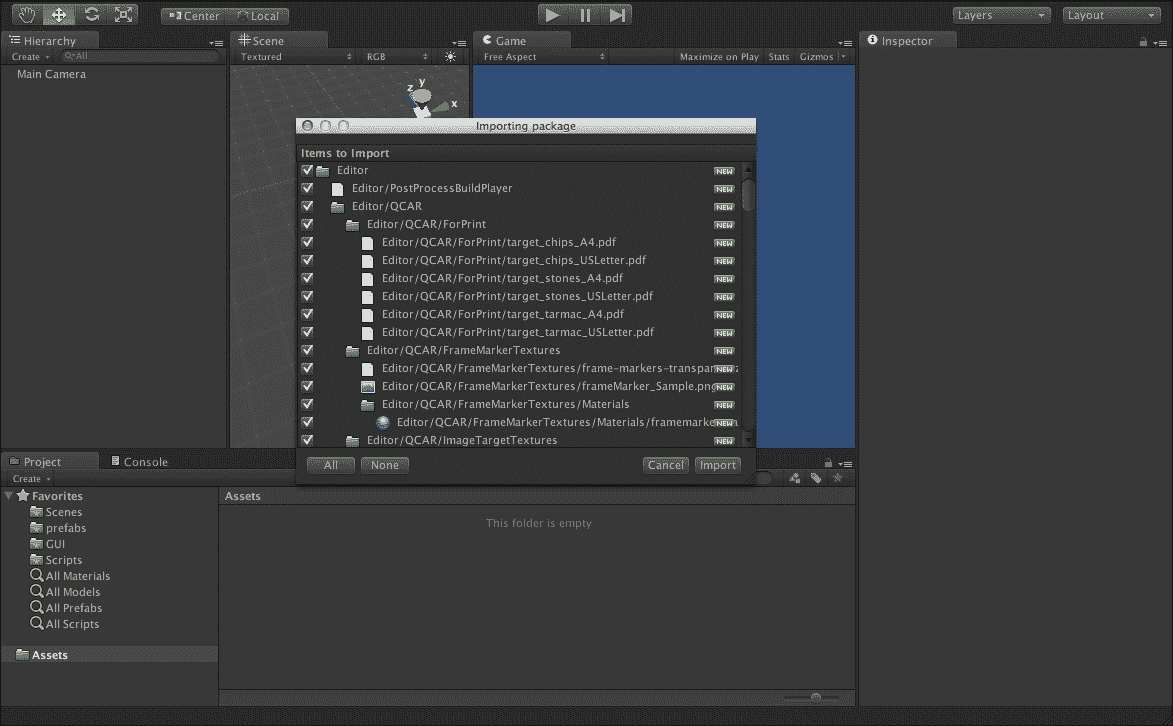 Center Local Layers Layout
Hierarchy
Create All
Main Camera
Scene
Textured RGB
z y x
Game
Free Aspect Maximize on Play Stats Gizmos
Inspector
Importing package
Items to Import
Editor NEW
Editor/PostProcessBuildPlayer NEW
Editor/QCAR NEW
Editor/QCAR/ForPrint NEW
Editor/QCAR/ForPrint/target_chips_A4.pdf NEW
Editor/QCAR/ForPrint/target_chips_USLetter.pdf NEW
Editor/QCAR/ForPrint/target_stones_A4.pdf NEW
Editor/QCAR/ForPrint/target_stones_USLetter.pdf NEW
Editor/QCAR/ForPrint/target_tarmac_A4.pdf NEW
Editor/QCAR/ForPrint/target_tarmac_USLetter.pdf NEW
Editor/QCAR/FrameMarkerTextures NEW
Editor/QCAR/FrameMarkerTextures/frame-markers-transpar NEW
Editor/QCAR/FrameMarkerTextures/frameMarker_Sample.png NEW
Editor/QCAR/FrameMarkerTextures/Materials NEW
Editor/QCAR/FrameMarkerTextures/Materials/framemarke NEW
Editor/QCAR/ImageTargetTextures NEW
All None Cancel Import
Project Console
Create
Favorites
Scenes
prefabs
GUI
Scripts
All Materials
All Models
All Prefabs
All Scripts
Assets
Assets
This folder is empty